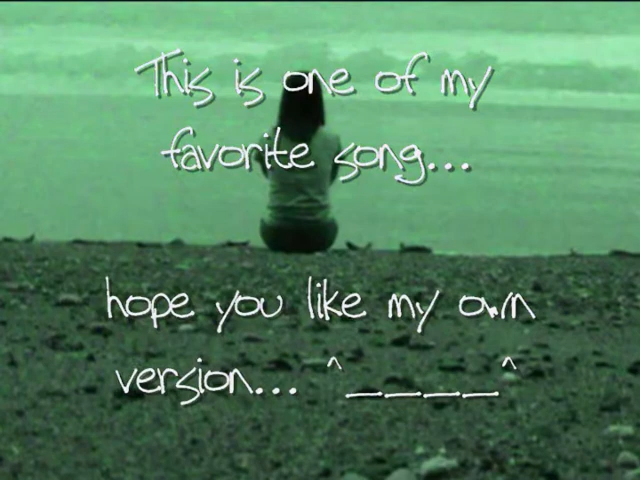 This is one of my
favorite song...
hope you like my own
version... ^____^